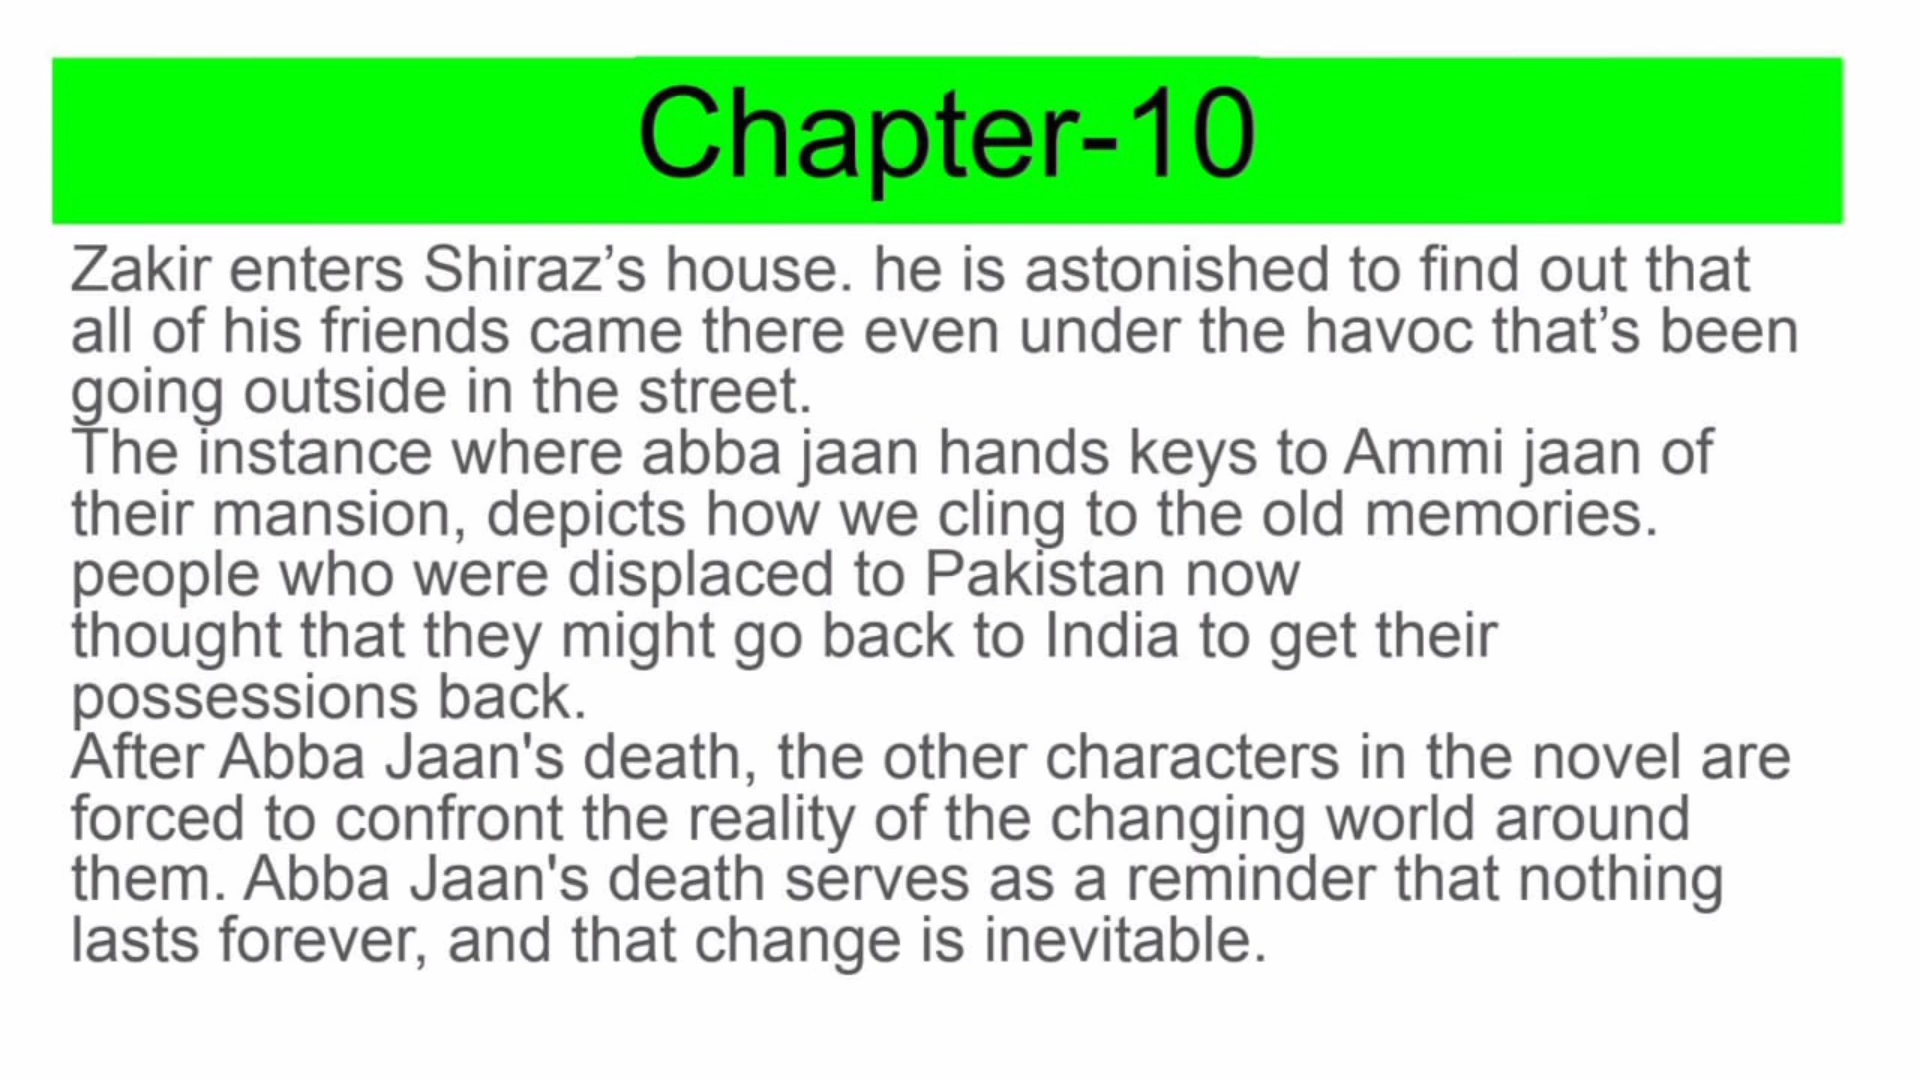 Chapter-10
Zakir enters Shiraz’s house. he is astonished to find out that
all of his friends came there even under the havoc that’s been
going outside in the street.
The instance where abba jaan hands keys to Ammi jaan of
their mansion, depicts how we cling to the old memories.
people who were displaced to Pakistan now
thought that they might go back to India to get their
possessions back.
After Abba Jaan's death, the other characters in the novel are
forced to confront the reality of the changing world around
them. Abba Jaan's death serves as a reminder that nothing
lasts forever, and that change is inevitable.